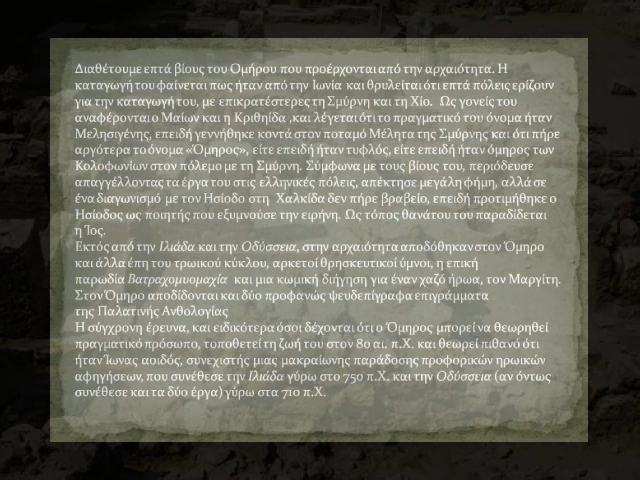 Διαθέτουμε επτά βίους του Ομήρου που προέρχονται από την αρχαιότητα. Η
καταγωγή του φαίνεται πως ήταν από την Ιωνία και θρυλείται ότι επτά πόλεις ερίζουν
για την καταγωγή του, με επικρατέστερες τη Σμύρνη και τη Χίο. Ως γονείς του
αναφέρονται ο Μαίων και η Κριθηίδα ,και λέγεται ότι το πραγματικό του όνομα ήταν
Μελησιγένης, επειδή γεννήθηκε κοντά στον ποταμό Μέλητα της Σμύρνης και ότι πήρε
αργότερα το όνομα «Όμηρος», είτε επειδή ήταν τυφλός, είτε επειδή ήταν όμηρος των
Κολοφωνίων στον πόλεμο με τη Σμύρνη. Σύμφωνα με τους βίους του, περιόδευσε
απαγγέλλοντας τα έργα του στις ελληνικές πόλεις, απέκτησε μεγάλη φήμη, αλλά σε
ένα διαγωνισμό με τον Ησίοδο στη Χαλκίδα δεν πήρε βραβείο, επειδή προτιμήθηκε ο
Ησίοδος ως ποιητής που εξυμνούσε την ειρήνη. Ως τόπος θανάτου του παραδίδεται
η Ίος.
Εκτός από την Ιλιάδα και την Οδύσσεια, στην αρχαιότητα αποδόθηκαν στον Όμηρο
και άλλα έπη του τρωικού κύκλου, αρκετοί θρησκευτικοί ύμνοι, η επική
παρωδία Βατραχομυομαχία και μια κωμική διήγηση για έναν χαζό ήρωα, τον Μαργίτη.
Στον Όμηρο αποδίδονται και δύο προφανώς ψευδεπίγραφα επιγράμματα
της Παλατινής Ανθολογίας
Η σύγχρονη έρευνα, και ειδικότερα όσοι δέχονται ότι ο Όμηρος μπορεί να θεωρηθεί
πραγματικό πρόσωπο, τοποθετεί τη ζωή του στον 8ο αι. π.Χ. και θεωρεί πιθανό ότι
ήταν Ίωνας αοιδός, συνεχιστής μιας μακραίωνης παράδοσης προφορικών ηρωικών
αφηγήσεων, που συνέθεσε την Ιλιάδα γύρω στο 750 π.Χ. και την Οδύσσεια (αν όντως
συνέθεσε και τα δύο έργα) γύρω στα 710 π.Χ.